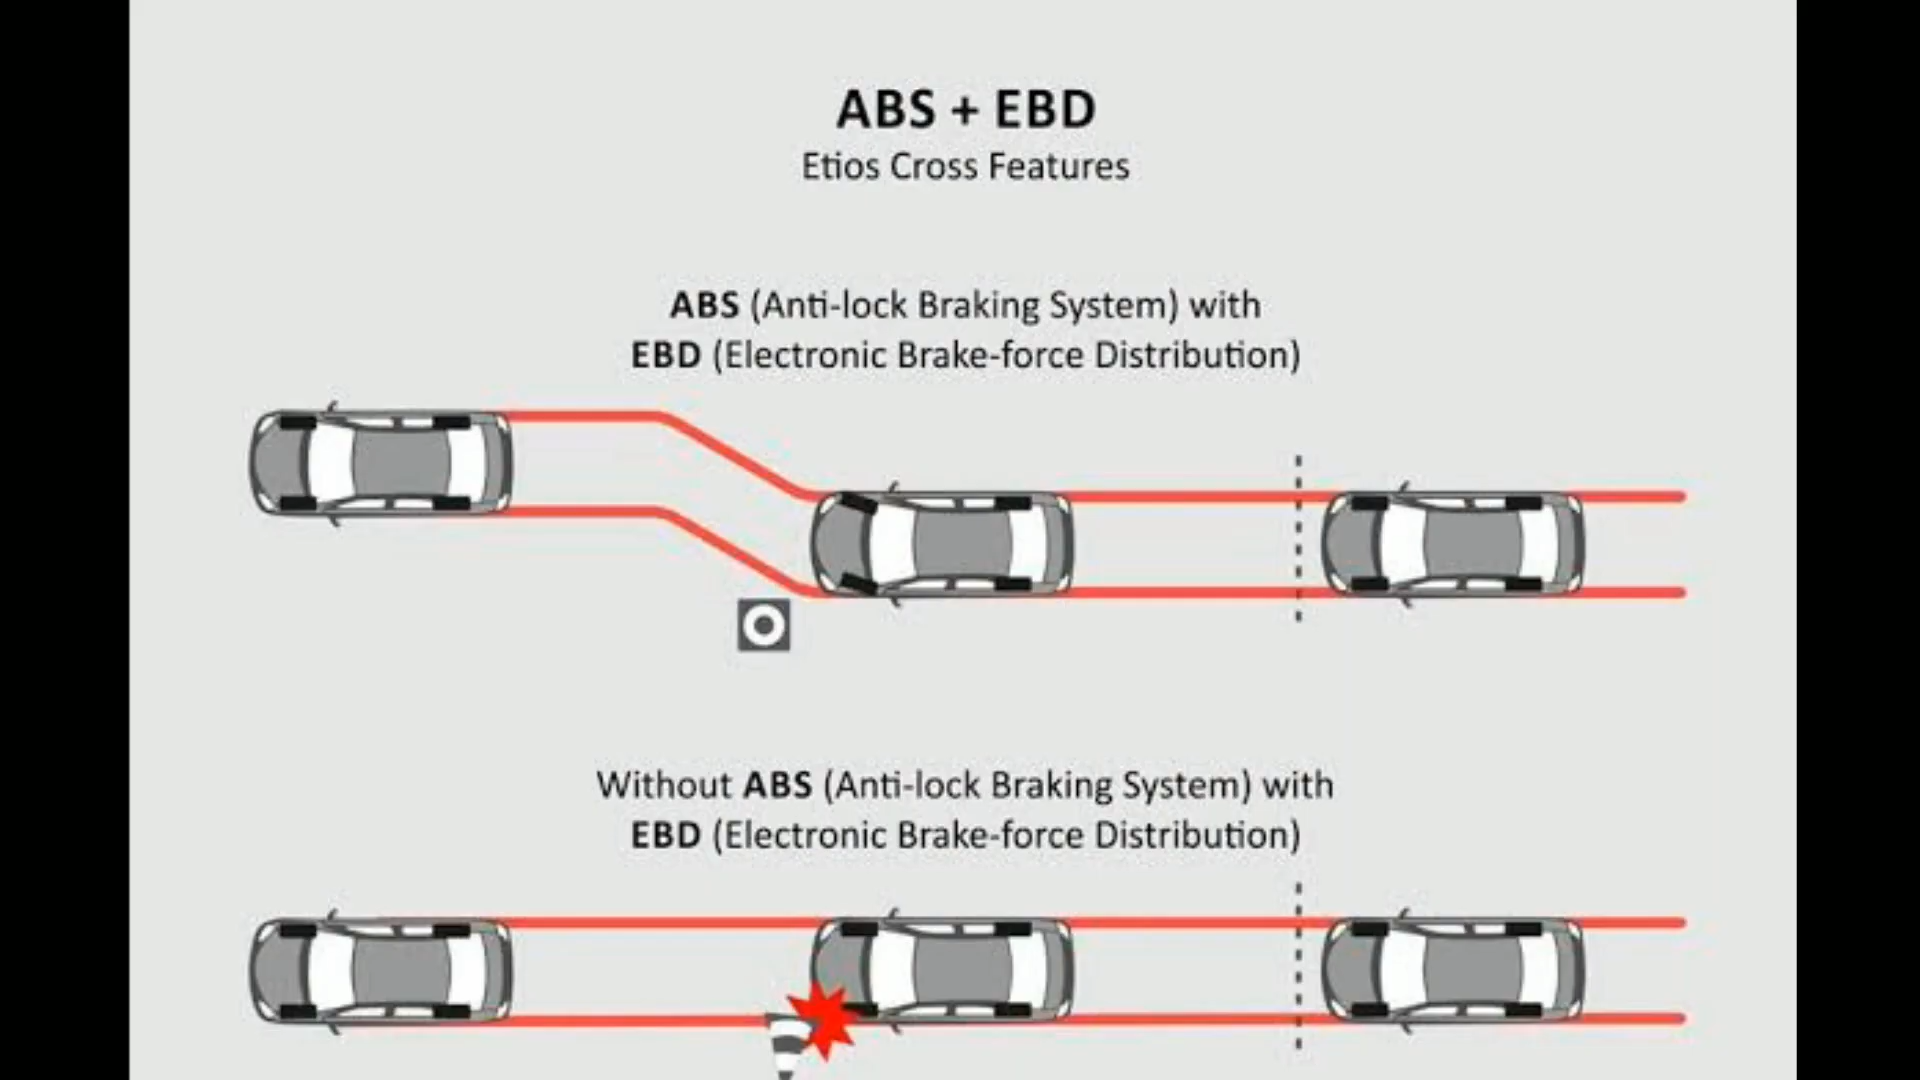 ABS + EBD
Etios Cross Features
ABS (Anti-lock Braking System) with
EBD (Electronic Brake-force Distribution)
Without ABS (Anti-lock Braking System) with
EBD (Electronic Brake-force Distribution)